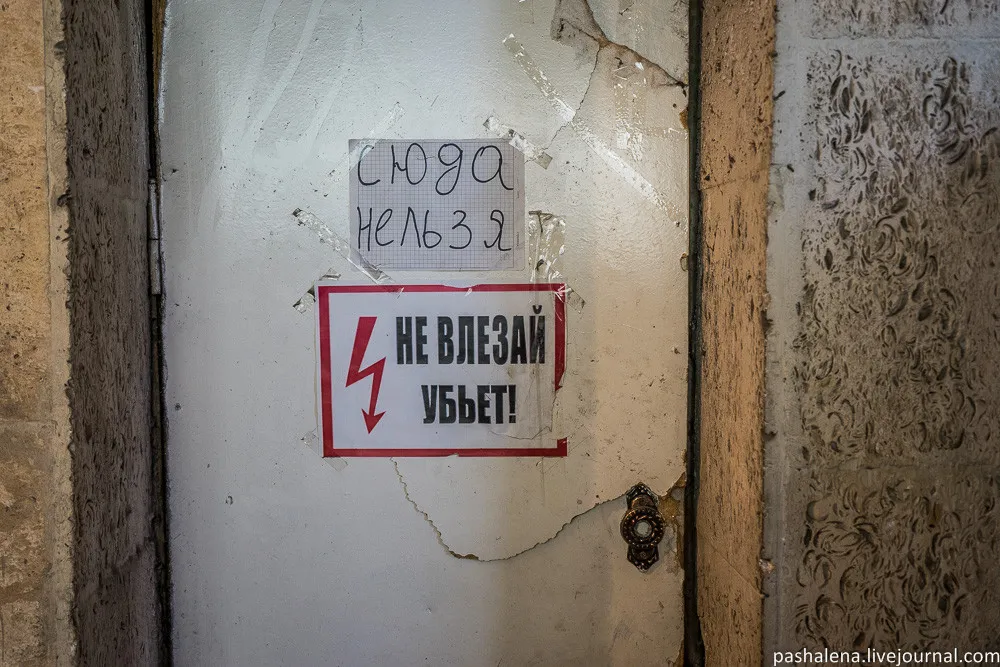 сюда
нельзя
НЕ ВЛЕЗАЙ
УБЬЕТ!
pashalena.livejournal.com